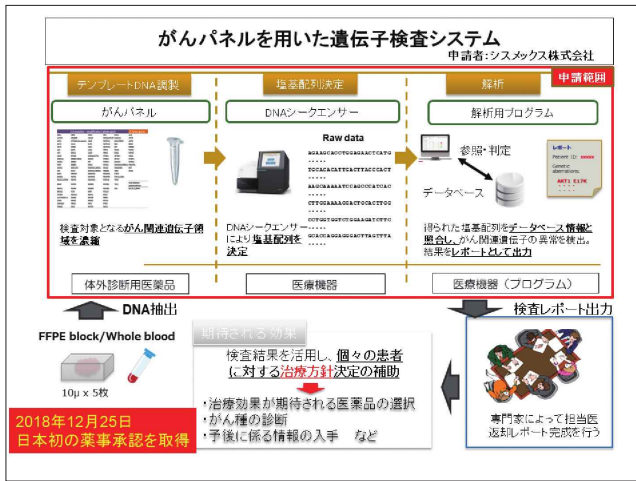 がんパネルを用いた遺伝子検査システム
申請者:シスメックス株式会社
申請範囲
テンプレートDNA調製
塩基配列決定
解析
がんパネル
DNAシークエンサー
解析用プログラム
Raw data
AGAAGCACCTGGAGAACTCATG
.....
TGCACACATTGACTTACCCACT
.....
AAGCAAAAATCCAGCCCATCAC
.....
CTTGGAAAAGGACTGCACTTGG
.....
CCTGGTGGTCTGGAAGATCTTC
.....
GCACCAGGAGGGACTTAGTTTA
.....
参照・判定
データベース
レポート
Patient ID:
Genetic
aberrations:
AKT1 E17K
検査対象となるがん関連遺伝子領
域を濃縮
DNAシークエンサー
により塩基配列を
決定
得られた塩基配列をデータベース情報と
照合し、がん関連遺伝子の異常を検出。
結果をレポートとして出力
体外診断用医薬品
医療機器
医療機器(プログラム)
DNA抽出
検査レポート出力
FFPE block/Whole blood
10μ x 5枚
期待される効果
検査結果を活用し、個々の患者
に対する治療方針決定の補助
・治療効果が期待される医薬品の選択
・がん種の診断
・予後に係る情報の入手 など
専門家によって担当医
返却レポート完成を行う
2018年12月25日
日本初の薬事承認を取得